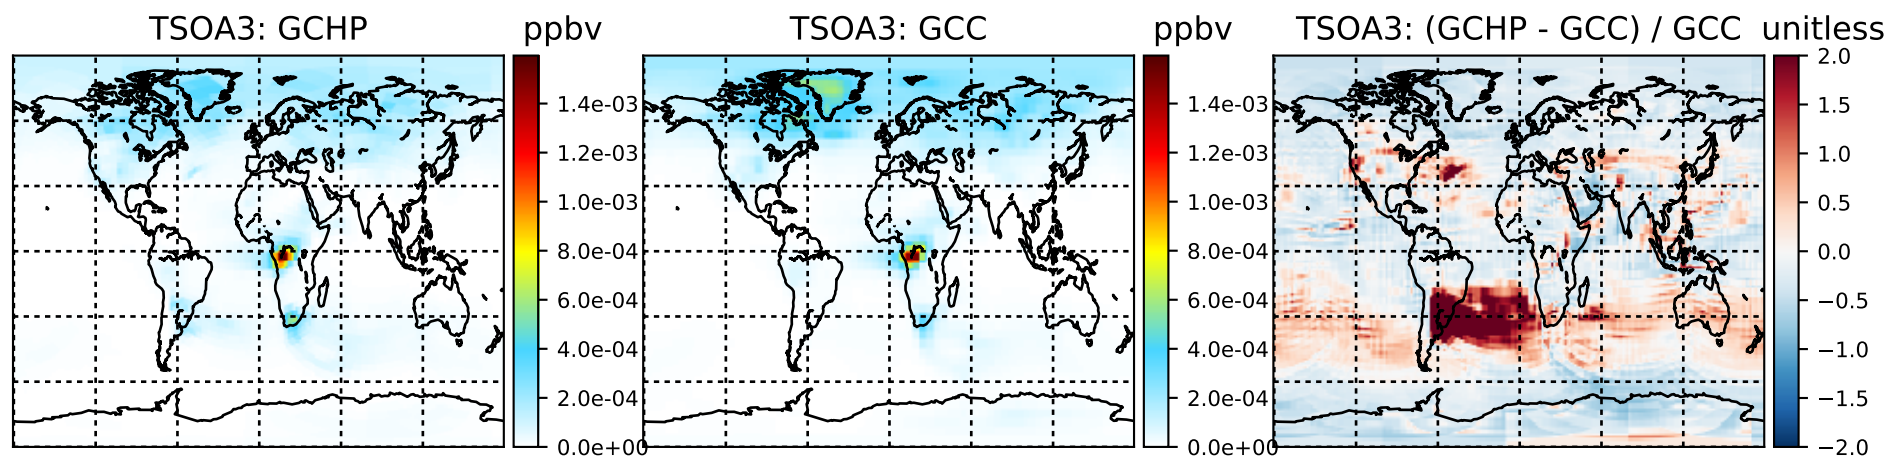 TSOA3: GCHP
ppbv
1.4e-03
1.2e-03
1.0e-03
8.0e-04
6.0e-04
4.0e-04
2.0e-04
0.0e+00
TSOA3: GCC
ppbv
1.4e-03
1.2e-03
1.0e-03
8.0e-04
6.0e-04
4.0e-04
2.0e-04
0.0e+00
TSOA3: (GCHP - GCC) / GCC
unitless
2.0
1.5
1.0
0.5
0.0
−0.5
−1.0
−1.5
−2.0